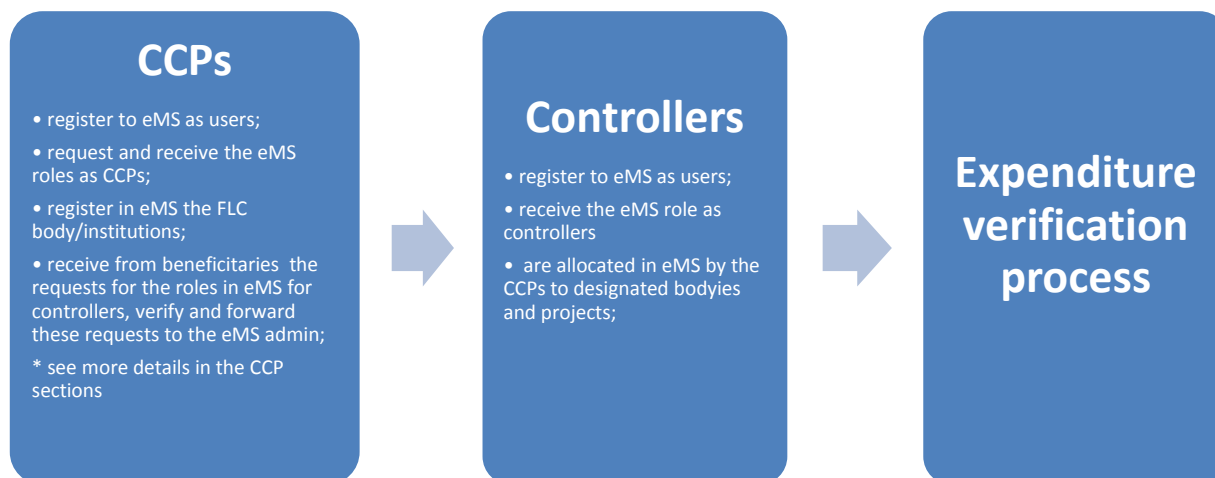 CCPs
• register to eMS as users;
• request and receive the eMS
roles as CCPs;
• register in eMS the FLC
body/institutions;
• receive from beneficitaries the
requests for the roles in eMS for
controllers, verify and forward
these requests to the eMS admin;
* see more details in the CCP
sections
Controllers
• register to eMS as users;
• receive the eMS role as
controllers
• are allocated in eMS by the
CCPs to designated bodyies
and projects;
Expenditure
verification
process